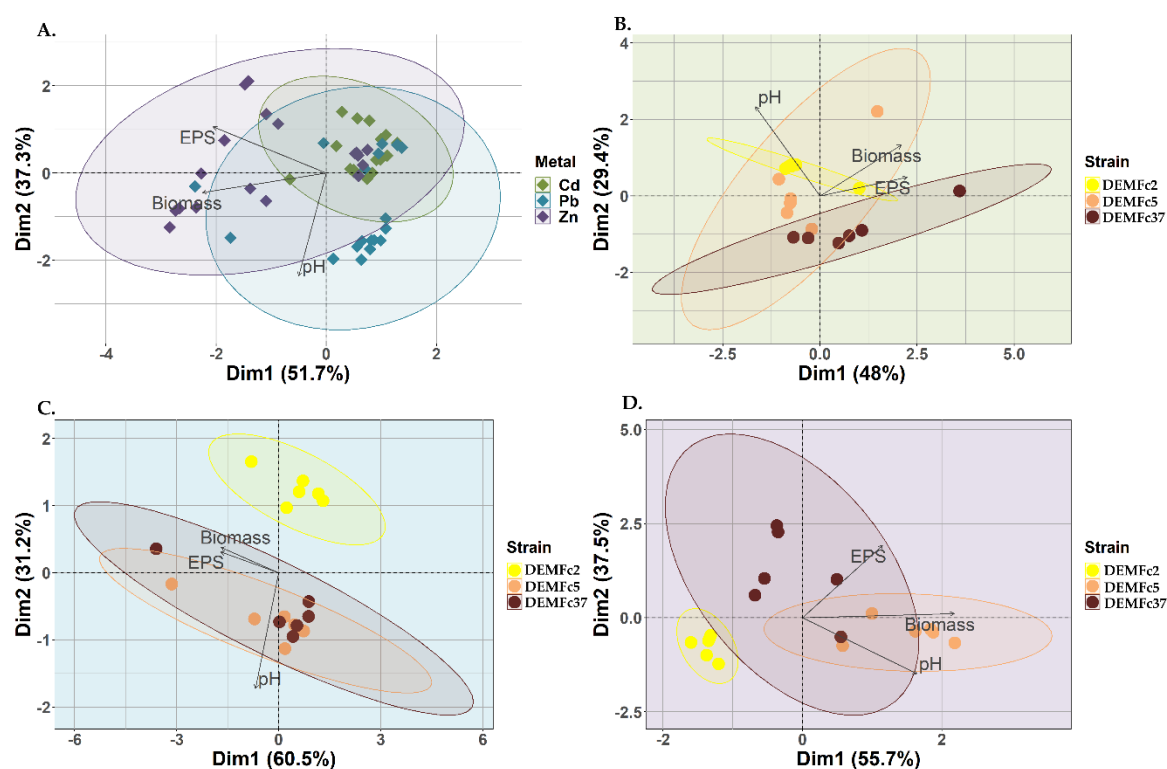 A.
Dim2 (37.3%)
2
0
-2
EPS
Biomass
pH
-4
-2
0
2
Dim1 (51.7%)
Metal
Cd
Pb
Zn
B.
Dim2 (29.4%)
4
2
0
-2
pH
Biomass
EPS
-2.5
0.0
2.5
5.0
Dim1 (48%)
Strain
DEMFc2
DEMFc5
DEMFc37
C.
Dim2 (31.2%)
2
1
0
-1
-2
Biomass
EPS
pH
-6
-3
0
3
6
Dim1 (60.5%)
Strain
DEMFc2
DEMFc5
DEMFc37
D.
Dim2 (37.5%)
5.0
2.5
0.0
-2.5
EPS
Biomass
pH
-2
0
2
Dim1 (55.7%)
Strain
DEMFc2
DEMFc5
DEMFc37